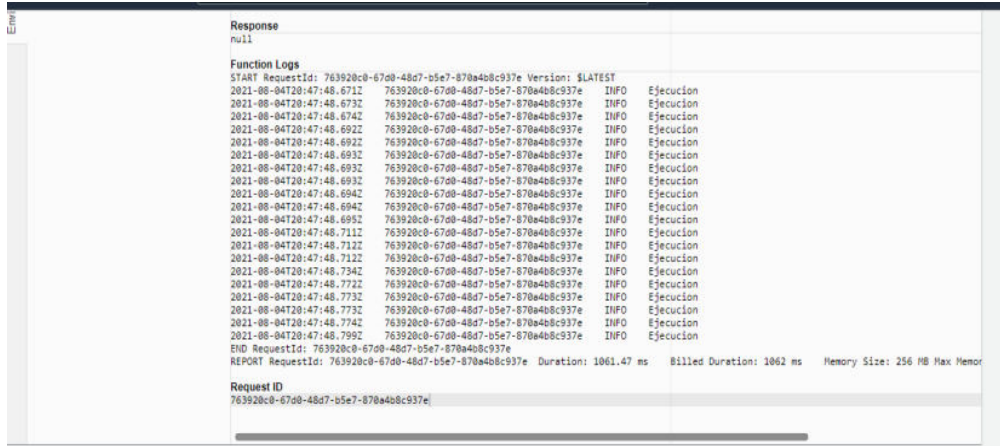 Envi
Response
null
Function Logs
START RequestId: 763920c0-67d0-48d7-b5e7-870a4b8c937e Version: $LATEST
2021-08-04T20:47:48.671Z 763920c0-67d0-48d7-b5e7-870a4b8c937e INFO Ejecucion
2021-08-04T20:47:48.673Z 763920c0-67d0-48d7-b5e7-870a4b8c937e INFO Ejecucion
2021-08-04T20:47:48.674Z 763920c0-67d0-48d7-b5e7-870a4b8c937e INFO Ejecucion
2021-08-04T20:47:48.692Z 763920c0-67d0-48d7-b5e7-870a4b8c937e INFO Ejecucion
2021-08-04T20:47:48.692Z 763920c0-67d0-48d7-b5e7-870a4b8c937e INFO Ejecucion
2021-08-04T20:47:48.693Z 763920c0-67d0-48d7-b5e7-870a4b8c937e INFO Ejecucion
2021-08-04T20:47:48.693Z 763920c0-67d0-48d7-b5e7-870a4b8c937e INFO Ejecucion
2021-08-04T20:47:48.693Z 763920c0-67d0-48d7-b5e7-870a4b8c937e INFO Ejecucion
2021-08-04T20:47:48.694Z 763920c0-67d0-48d7-b5e7-870a4b8c937e INFO Ejecucion
2021-08-04T20:47:48.694Z 763920c0-67d0-48d7-b5e7-870a4b8c937e INFO Ejecucion
2021-08-04T20:47:48.695Z 763920c0-67d0-48d7-b5e7-870a4b8c937e INFO Ejecucion
2021-08-04T20:47:48.711Z 763920c0-67d0-48d7-b5e7-870a4b8c937e INFO Ejecucion
2021-08-04T20:47:48.712Z 763920c0-67d0-48d7-b5e7-870a4b8c937e INFO Ejecucion
2021-08-04T20:47:48.712Z 763920c0-67d0-48d7-b5e7-870a4b8c937e INFO Ejecucion
2021-08-04T20:47:48.734Z 763920c0-67d0-48d7-b5e7-870a4b8c937e INFO Ejecucion
2021-08-04T20:47:48.772Z 763920c0-67d0-48d7-b5e7-870a4b8c937e INFO Ejecucion
2021-08-04T20:47:48.773Z 763920c0-67d0-48d7-b5e7-870a4b8c937e INFO Ejecucion
2021-08-04T20:47:48.773Z 763920c0-67d0-48d7-b5e7-870a4b8c937e INFO Ejecucion
2021-08-04T20:47:48.774Z 763920c0-67d0-48d7-b5e7-870a4b8c937e INFO Ejecucion
2021-08-04T20:47:48.799Z 763920c0-67d0-48d7-b5e7-870a4b8c937e INFO Ejecucion
END RequestId: 763920c0-67d0-48d7-b5e7-870a4b8c937e
REPORT RequestId: 763920c0-67d0-48d7-b5e7-870a4b8c937e Duration: 1061.47 ms Billed Duration: 1062 ms Memory Size: 256 MB Max Memor
Request ID
763920c0-67d0-48d7-b5e7-870a4b8c937e